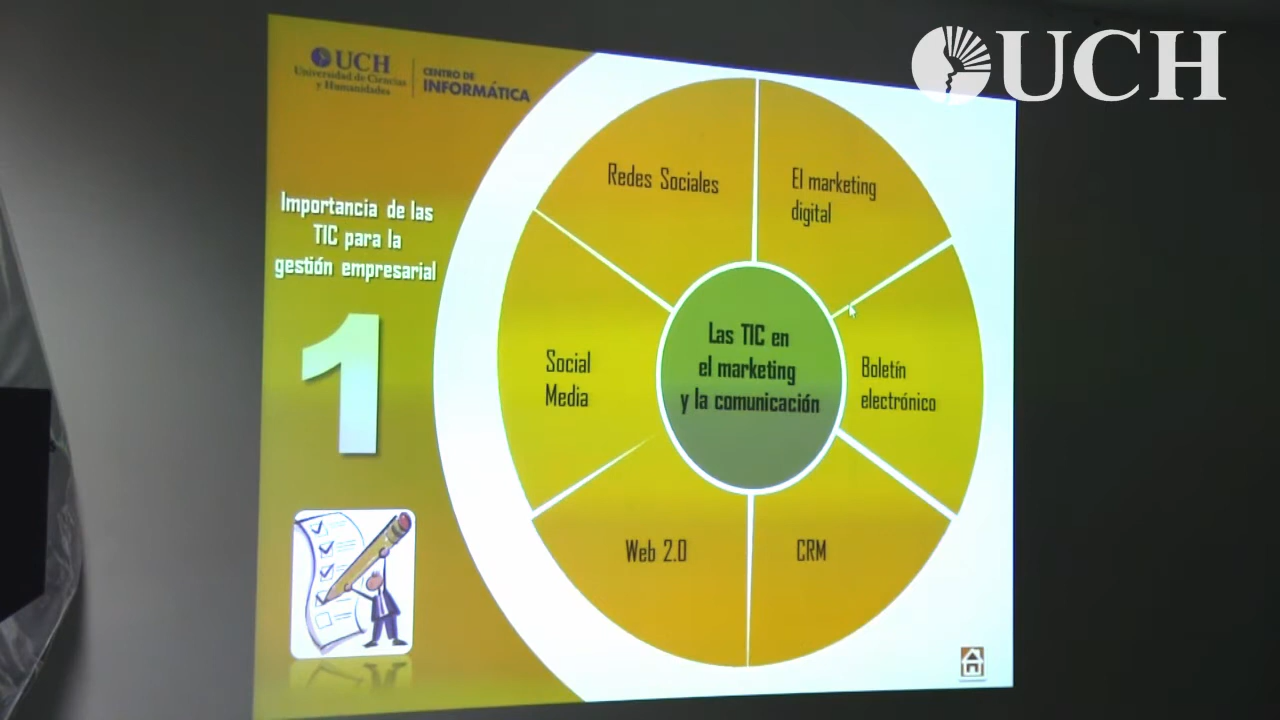 UCH
UCH
Universidad de Ciencias
y Humanidades
CENTRO DE
INFORMÁTICA
Importancia de las
TIC para la
gestión empresarial
1
Redes Sociales
El marketing
digital
Social
Media
Las TIC en
el marketing
y la comunicación
Boletín
electrónico
Web 2.0
CRM